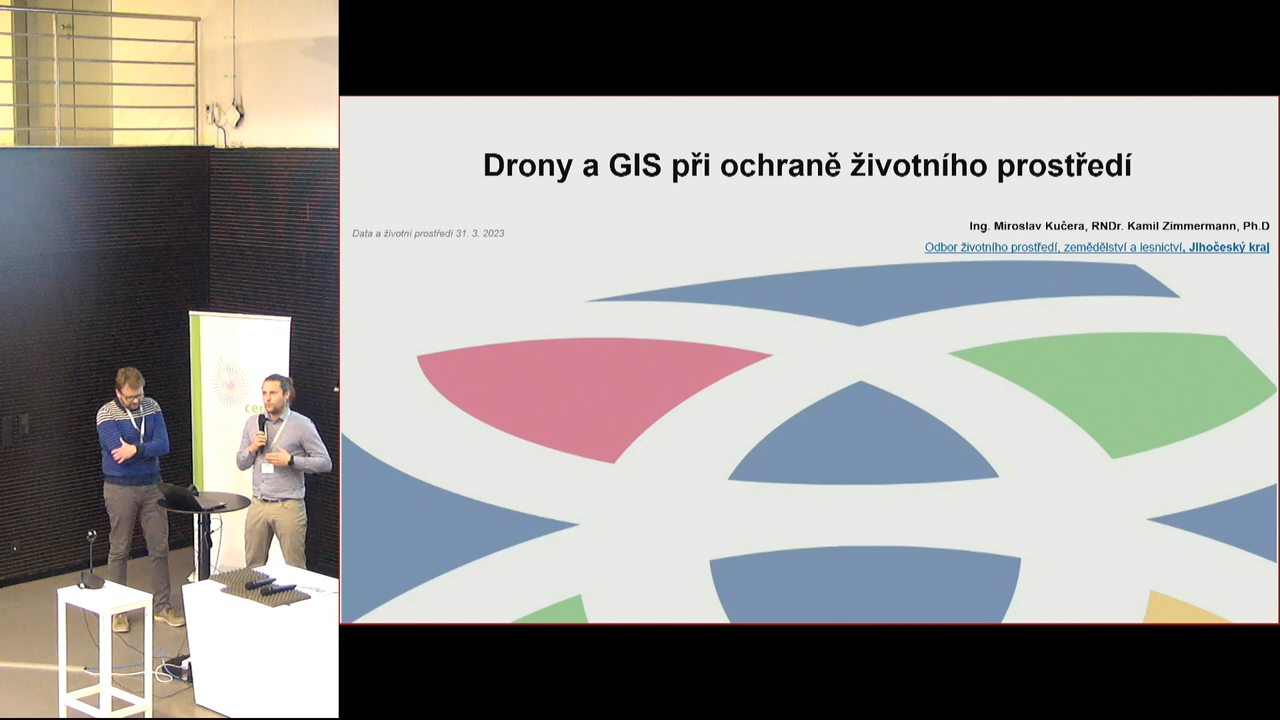 Drony a GIS při ochraně životního prostředí
Ing. Miroslav Kučera, RNDr. Kamil Zimmermann, Ph.D
Data a životní prostředí 31. 3. 2023
Odbor životního prostředí, zemědělství a lesnictví, Jihočeský kraj